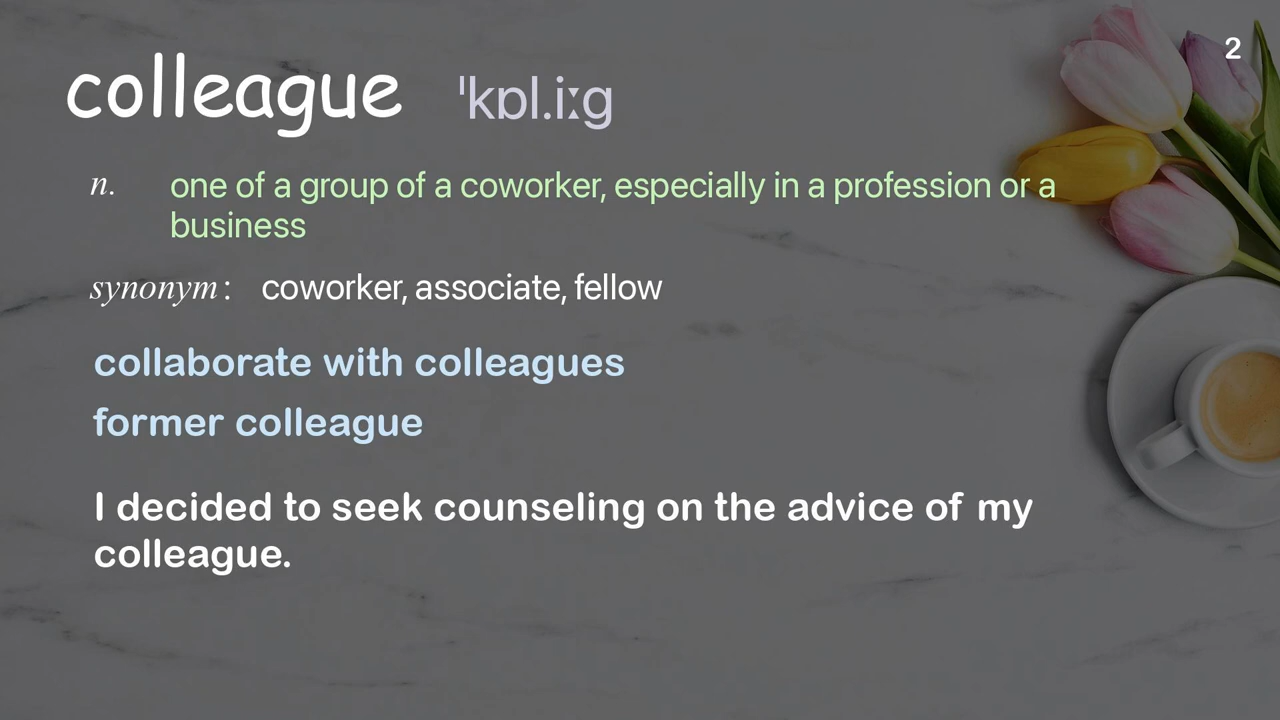 2
colleague ˈkɒl.iːg
n. one of a group of a coworker, especially in a profession or a
business
synonym: coworker, associate, fellow
collaborate with colleagues
former colleague
I decided to seek counseling on the advice of my
colleague.